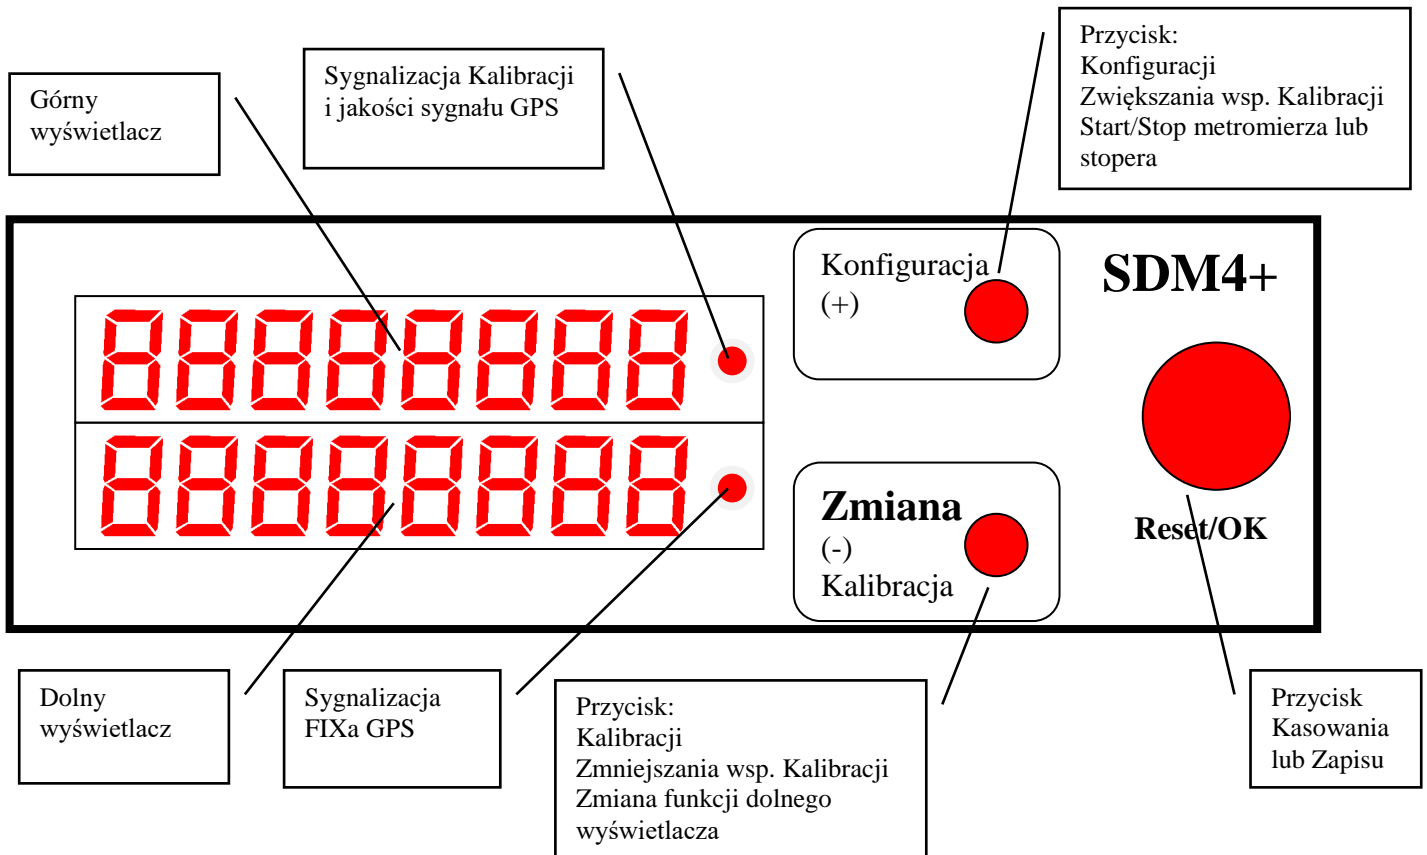 Górny
wyświetlacz
Sygnalizacja Kalibracji
i jakości sygnału GPS
Przycisk:
Konfiguracji
Zwiększania wsp. Kalibracji
Start/Stop metromierza lub
stopera
Konfiguracja
(+)
SDM4+
88888888
88888888
Zmiana
(-)
Kalibracja
Reset/OK
Dolny
wyświetlacz
Sygnalizacja
FIXa GPS
Przycisk:
Kalibracji
Zmniejszania wsp. Kalibracji
Zmiana funkcji dolnego
wyświetlacza
Przycisk
Kasowania
lub Zapisu